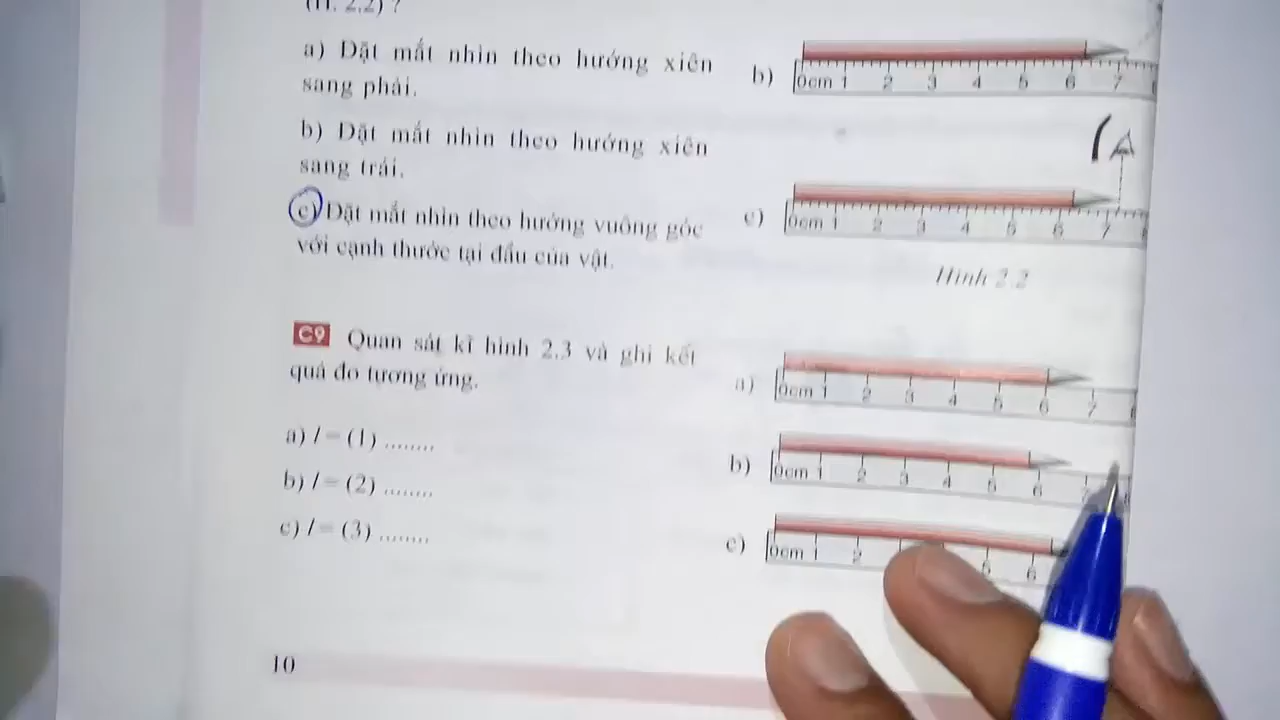 (H. 2.2) ?
a) Đặt mắt nhìn theo hướng xiên
sang phải.
b) Đặt mắt nhìn theo hướng xiên
sang trái.
c) Đặt mắt nhìn theo hướng vuông góc
với cạnh thước tại đầu của vật.
b)
0cm 1 2 3 4 5 6 7
c)
0cm 1 2 3 4 5 6 7
Hình 2.2
C9 Quan sát kĩ hình 2.3 và ghi kết
quả đo tương ứng.
a) l = (1) ........
b) l = (2) ........
c) l = (3) ........
a)
0cm 1 2 3 4 5 6 7
b)
0cm 1 2 3 4 5 6 7
c)
0cm 1 2 5 6
10